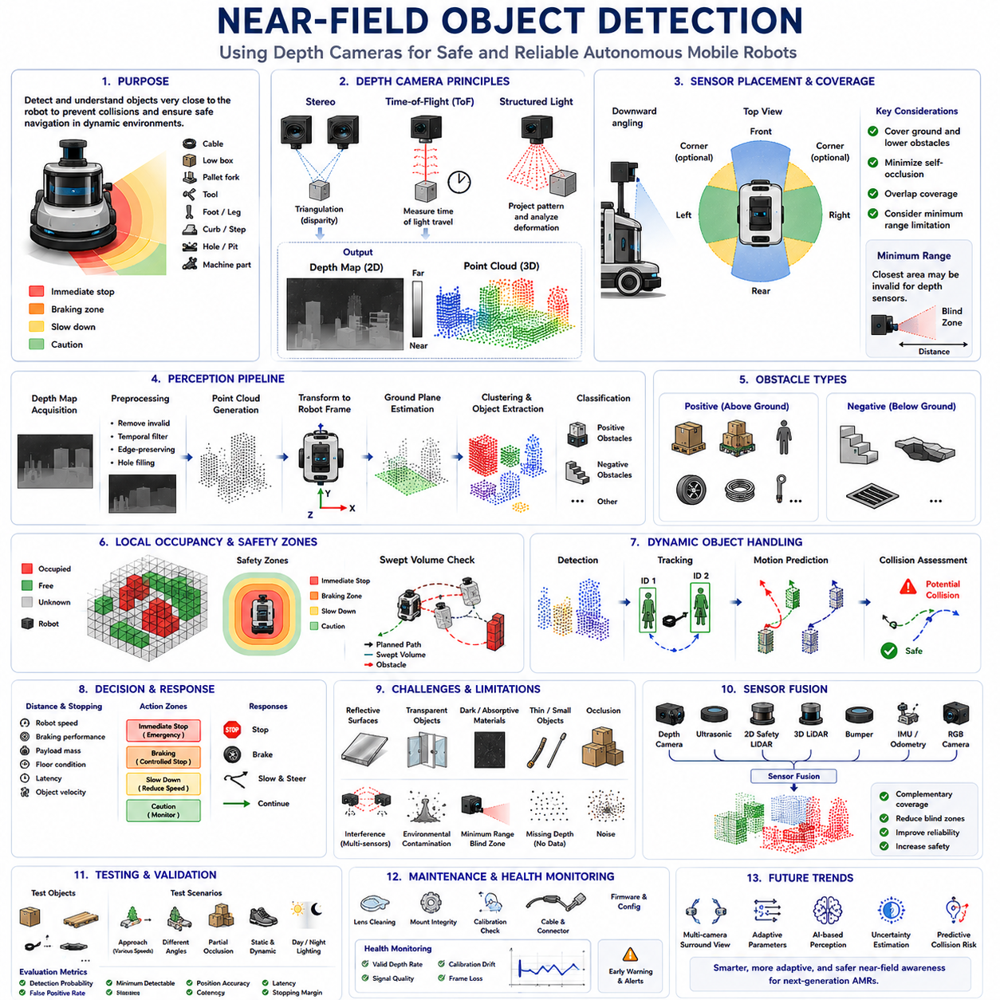 NEAR-FIELD OBJECT DETECTION
Using Depth Cameras for Safe and Reliable Autonomous Mobile Robots
1. PURPOSE
Detect and understand objects very close to the
robot to prevent collisions and ensure safe
navigation in dynamic environments.
Cable
Low box
Pallet fork
Tool
Foot / Leg
Curb / Step
Hole / Pit
Machine part
Immediate stop
Braking zone
Slow down
Caution
2. DEPTH CAMERA PRINCIPLES
Stereo
Triangulation
(disparity)
Time-of-Flight (ToF)
Measure time
of light travel
Structured Light
Project pattern
and analyze
deformation
Output
Depth Map (2D)
Far
Near
Point Cloud (3D)
3. SENSOR PLACEMENT & COVERAGE
Downward
angling
Top View
Front
Corner
(optional)
Corner
(optional)
Left
Right
Rear
Key Considerations
Cover ground and
lower obstacles
Minimize self-
occlusion
Overlap coverage
Consider minimum
range limitation
Minimum Range
Closest area may be
invalid for depth
sensors.
Blind
Zone
Distance
4. PERCEPTION PIPELINE
Depth Map
Acquisition
Preprocessing
• Remove invalid
• Temporal filter
• Edge-preserving
• Hole filling
Point Cloud
Generation
Transform to
Robot Frame
Y
Z
X
Ground Plane
Estimation
Clustering &
Object Extraction
Classification
Positive
Obstacles
Negative
Obstacles
••• Other
5. OBSTACLE TYPES
Positive (Above Ground)
•••
Negative (Below Ground)
•••
6. LOCAL OCCUPANCY & SAFETY ZONES
Occupied
Free
Unknown
Robot
Safety Zones
Immediate Stop
Braking Zone
Slow Down
Caution
Swept Volume Check
Planned Path
Swept Volume
Obstacle
7. DYNAMIC OBJECT HANDLING
Detection
Tracking
ID 1
ID 2
Motion Prediction
Collision Assessment
Potential
Collision
Safe
8. DECISION & RESPONSE
Distance & Stopping
Robot speed
Braking performance
Payload mass
Floor condition
Latency
Object velocity
Action Zones
Immediate Stop
( Emergency )
Braking
( Controlled Stop )
Slow Down
( Reduce Speed )
Caution
( Monitor )
Responses
STOP
Stop
Brake
Slow & Steer
Continue
9. CHALLENGES & LIMITATIONS
Reflective
Surfaces
Transparent
Objects
Dark / Absorptive
Materials
Thin / Small
Objects
Occlusion
Interference
(Multi-sensors)
Environmental
Contamination
Minimum Range
Blind Zone
Missing Depth
(No Data)
Noise
10. SENSOR FUSION
Depth
Camera
Ultrasonic
2D Safety
LIDAR
3D LiDAR
Bumper
IMU /
Odometry
RGB
Camera
Sensor Fusion
Complementary
coverage
Reduce blind zones
Improve reliability
Increase safety
11. TESTING & VALIDATION
Test Objects
•••
Test Scenarios
Approach
(Various Speeds)
Different
Angles
Partial
Occlusion
Static &
Dynamic
Day / Night
Lighting
Evaluation Metrics
Detection Probability
False Positive Rate
Minimum Detectable
Position Accuracy
Latency
Stopping Margin
12. MAINTENANCE & HEALTH MONITORING
Lens Cleaning
Mount Integrity
Calibration
Check
Cable &
Connector
Firmware &
Config
Health Monitoring
Valid Depth Rate
Signal Quality
Calibration Drift
Frame Loss
Early Warning
& Alerts
13. FUTURE TRENDS
Multi-camera
Surround View
Adaptive
Parameters
AI-based
Perception
Uncertainty
Estimation
Predictive
Collision Risk
Smarter, more adaptive, and safer near-field awareness
for next-generation AMRs.